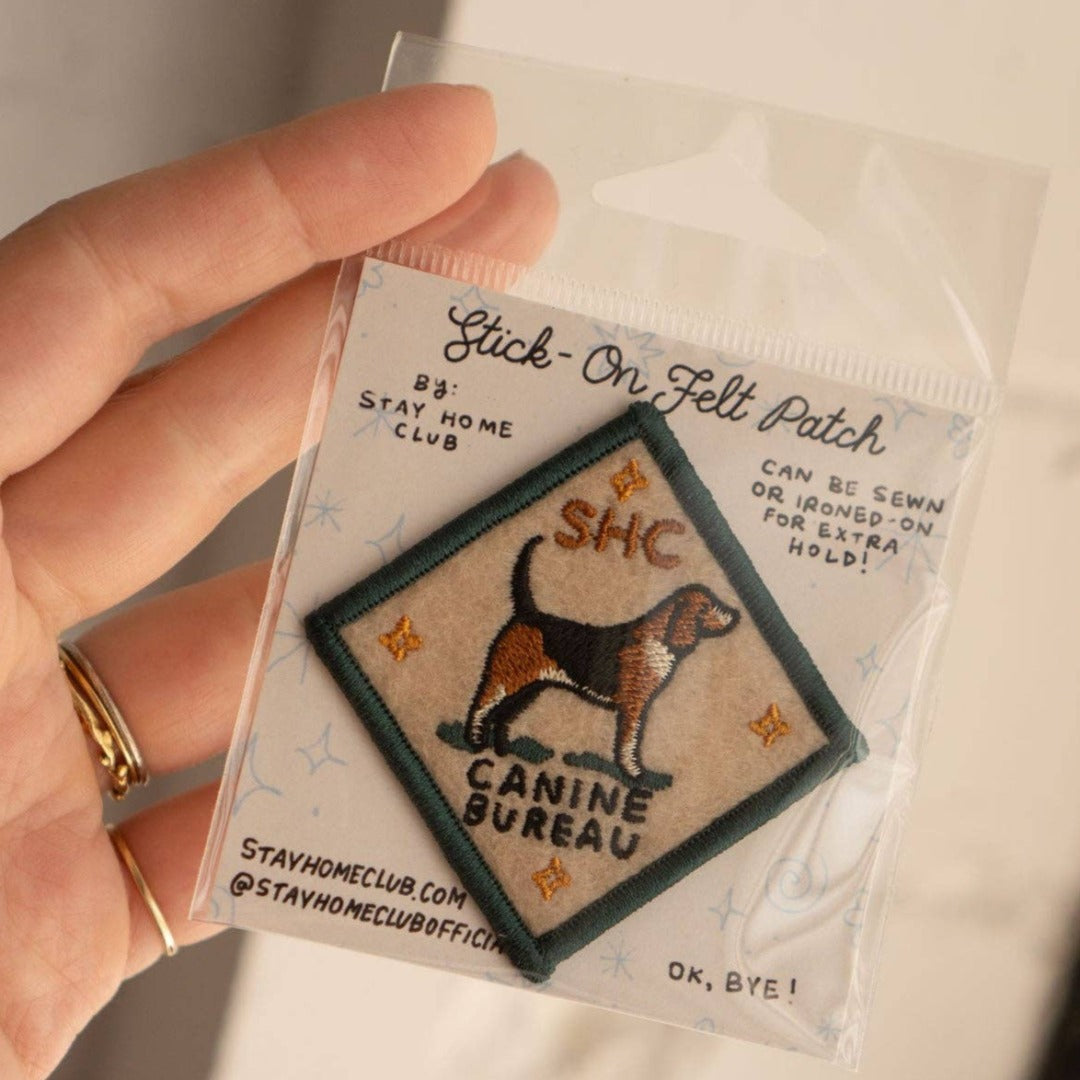 Stick-On Felt Patch
BY:
STAY HOME
CLUB
CAN BE SEWN
OR IRONED-ON
FOR EXTRA
HOLD!
SHC
CANINE
BUREAU
STAYHOMECLUB.COM
@STAYHOMECLUBOFFICIA
OK, BYE!